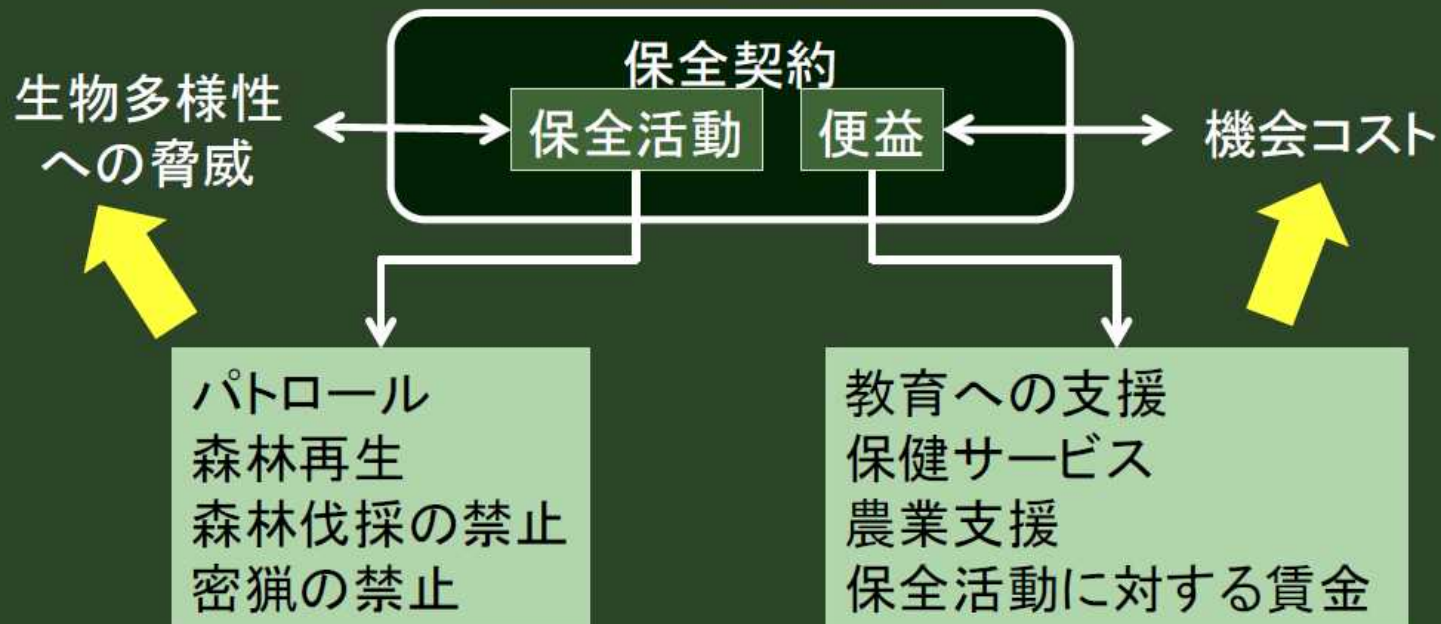 保全契約
生物多様性
への脅威
保全活動
便益
機会コスト
パトロール
森林再生
森林伐採の禁止
密猟の禁止
教育への支援
保健サービス
農業支援
保全活動に対する賃金